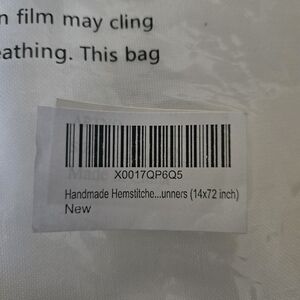 n film may cling
eathing. This bag
X0017QP6Q5
Handmade Hemstitche...unners (14x72 inch)
New